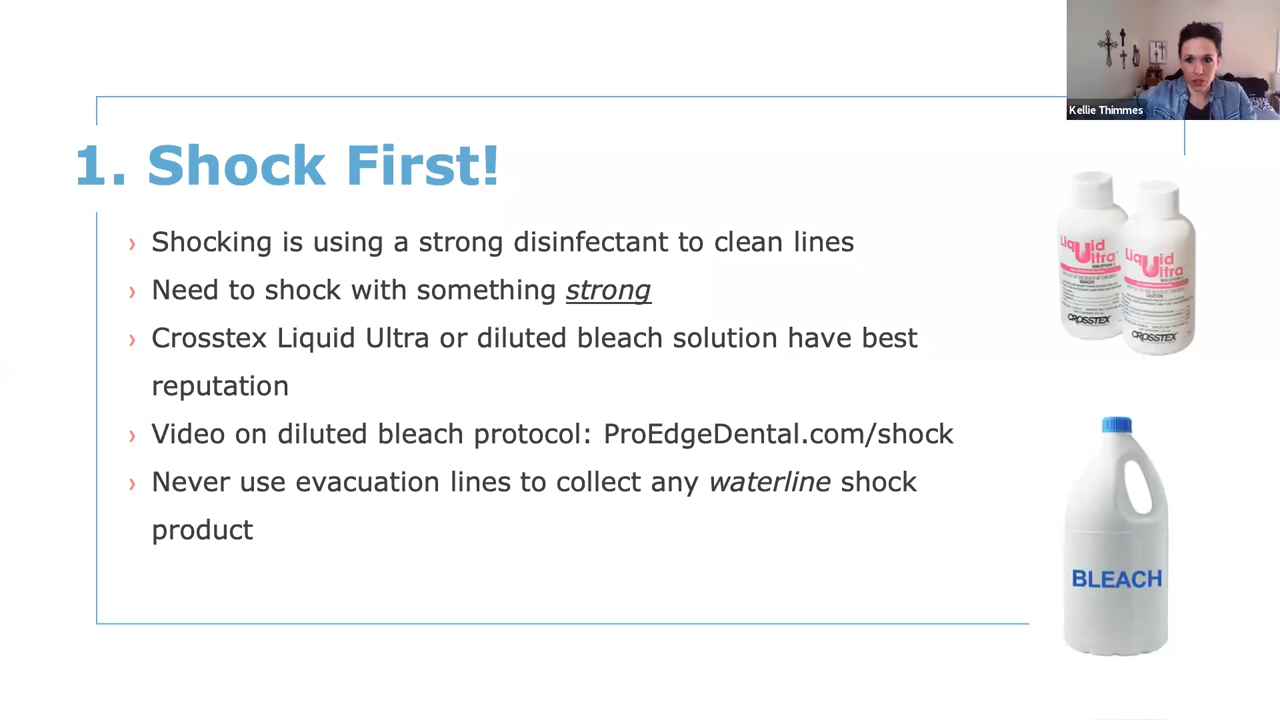 Kellie Thimmes
1. Shock First!
› Shocking is using a strong disinfectant to clean lines
› Need to shock with something strong
› Crosstex Liquid Ultra or diluted bleach solution have best
reputation
› Video on diluted bleach protocol: ProEdgeDental.com/shock
› Never use evacuation lines to collect any waterline shock
product
Liquid
Ultra
CROSSTEX
Liquid
Ultra
CAUTION
CROSSTEX
BLEACH